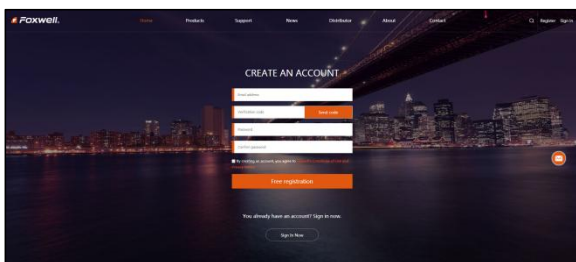 Foxwell.
Home Products Support News Distributor About Contact Register Sign in
CREATE AN ACCOUNT
Email address
Verification code Send code
Password
Confirm password
By creating an account, you agree to
Free registration
You already have an account? Sign in now.
Sign In Now